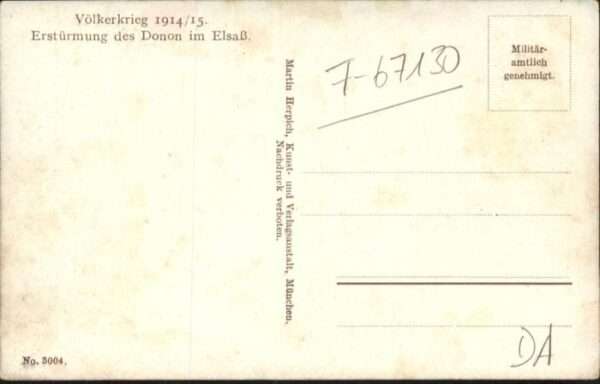 Völkerkrieg 1914/15.
Erstürmung des Donon im Elsaß.
Martin Herpich, Kunst- und Verlagsanstalt, München.
Nachdruck verboten.
7-67130
Militär-
amtlich
genehmigt.
No. 5004.
DA